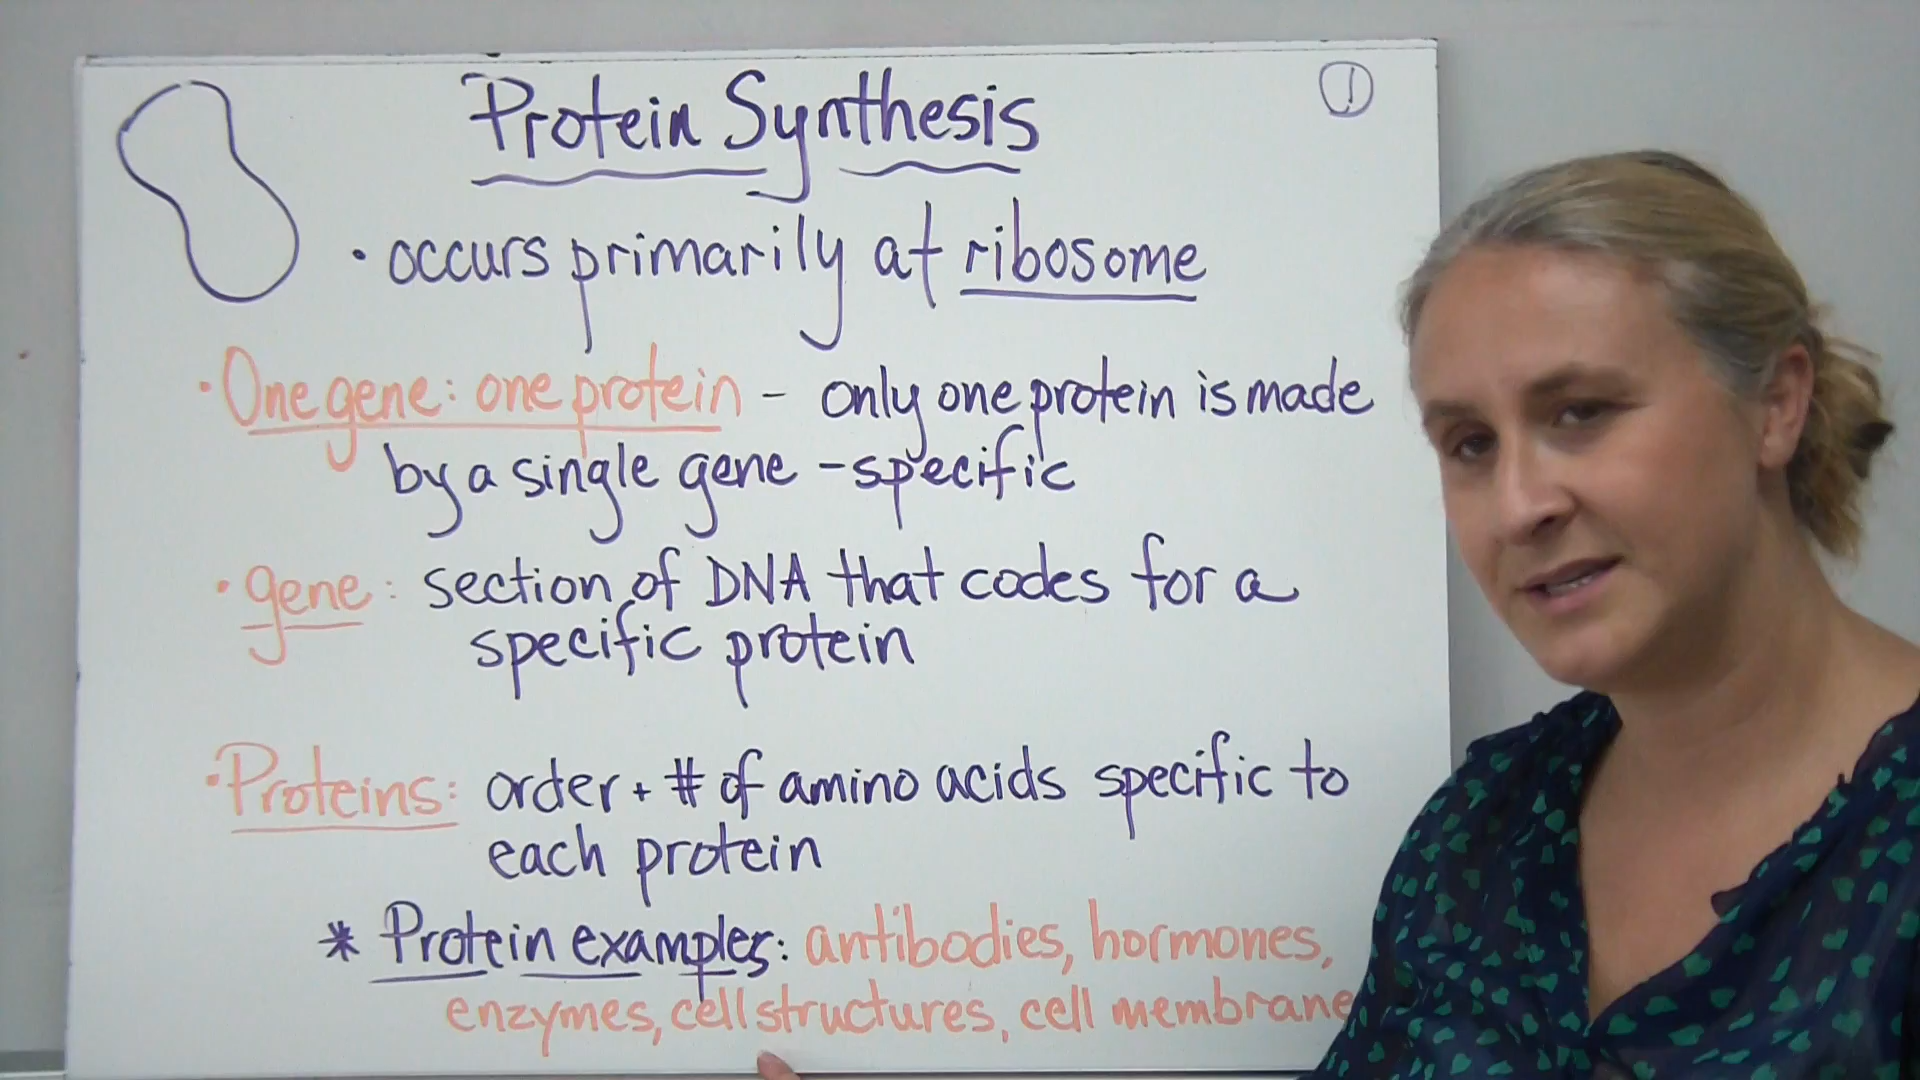 Protein Synthesis
1
• occurs primarily at ribosome
• One gene: one protein - only one protein is made
by a single gene - specific
• gene: section of DNA that codes for a
specific protein
• Proteins: order + # of amino acids specific to
each protein
* Protein examples: antibodies, hormones,
enzymes, cell structures, cell membrane